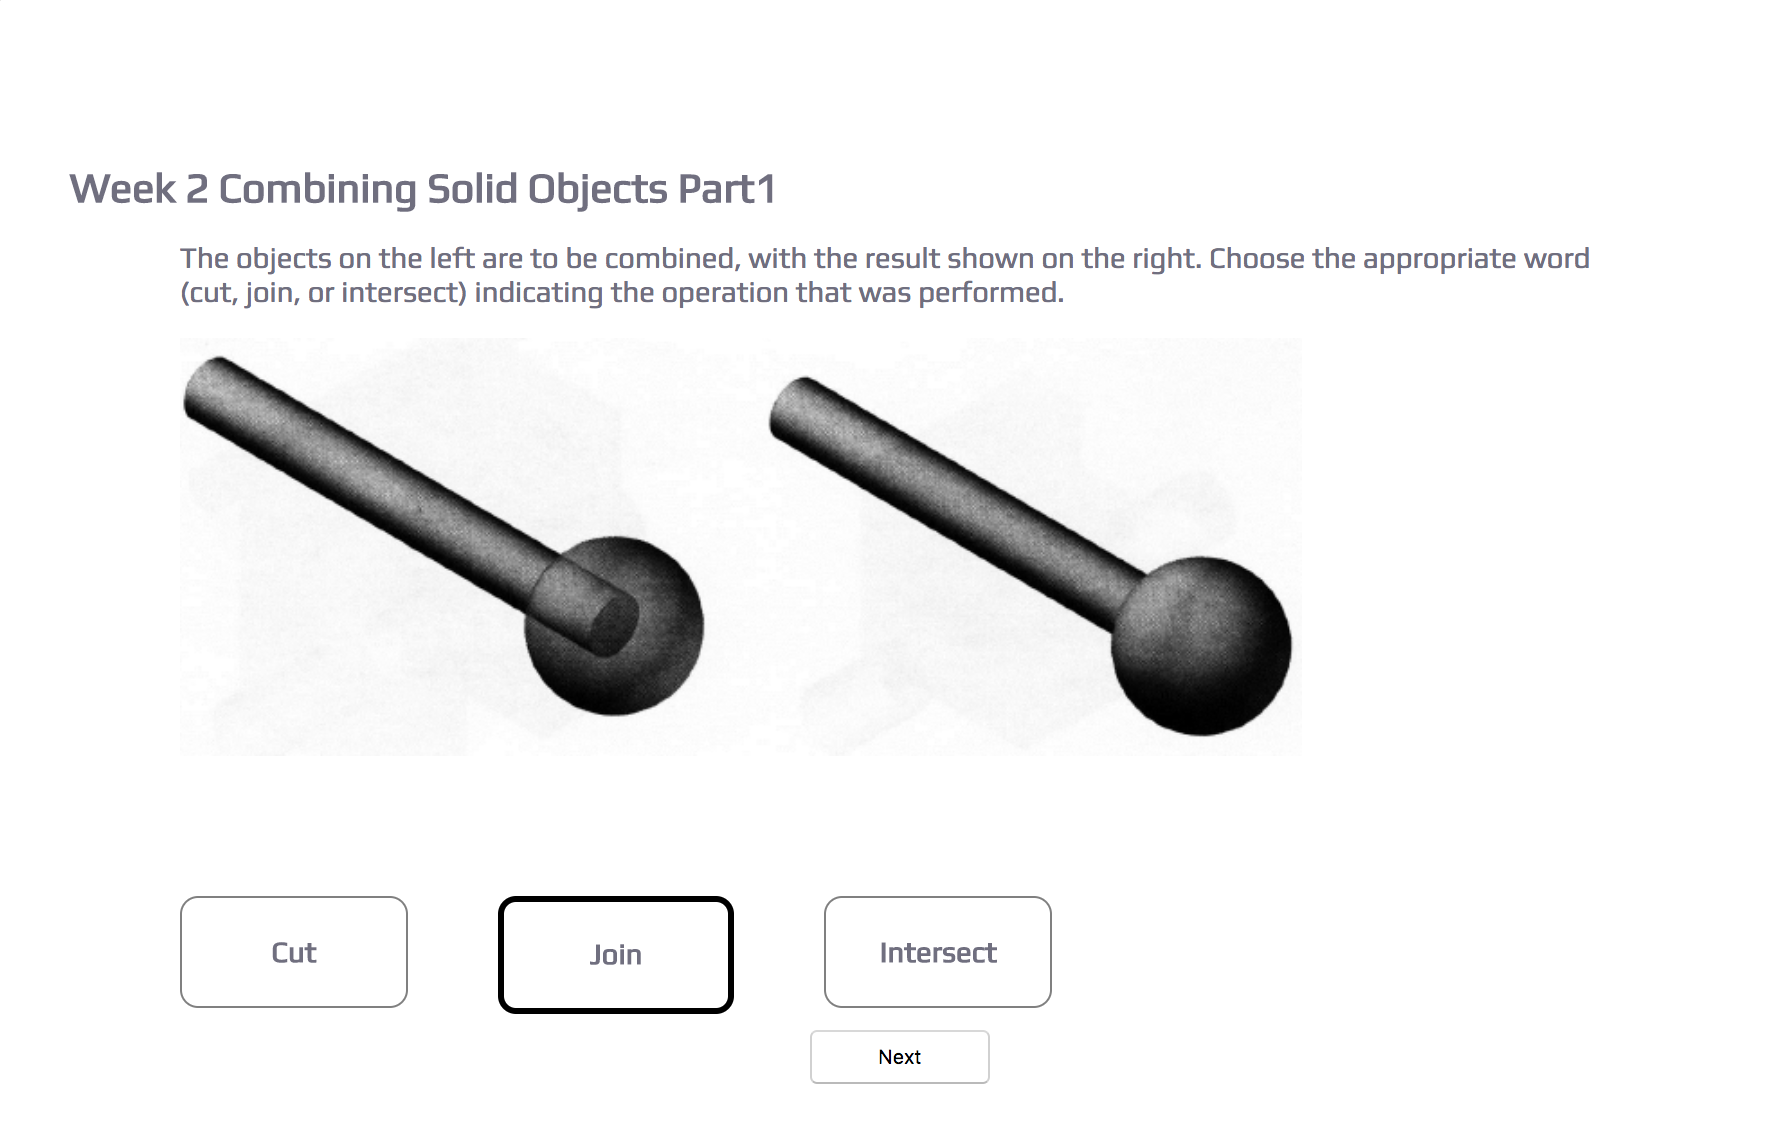 Week 2 Combining Solid Objects Part1
The objects on the left are to be combined, with the result shown on the right. Choose the appropriate word
(cut, join, or intersect) indicating the operation that was performed.
Cut
Join
Intersect
Next